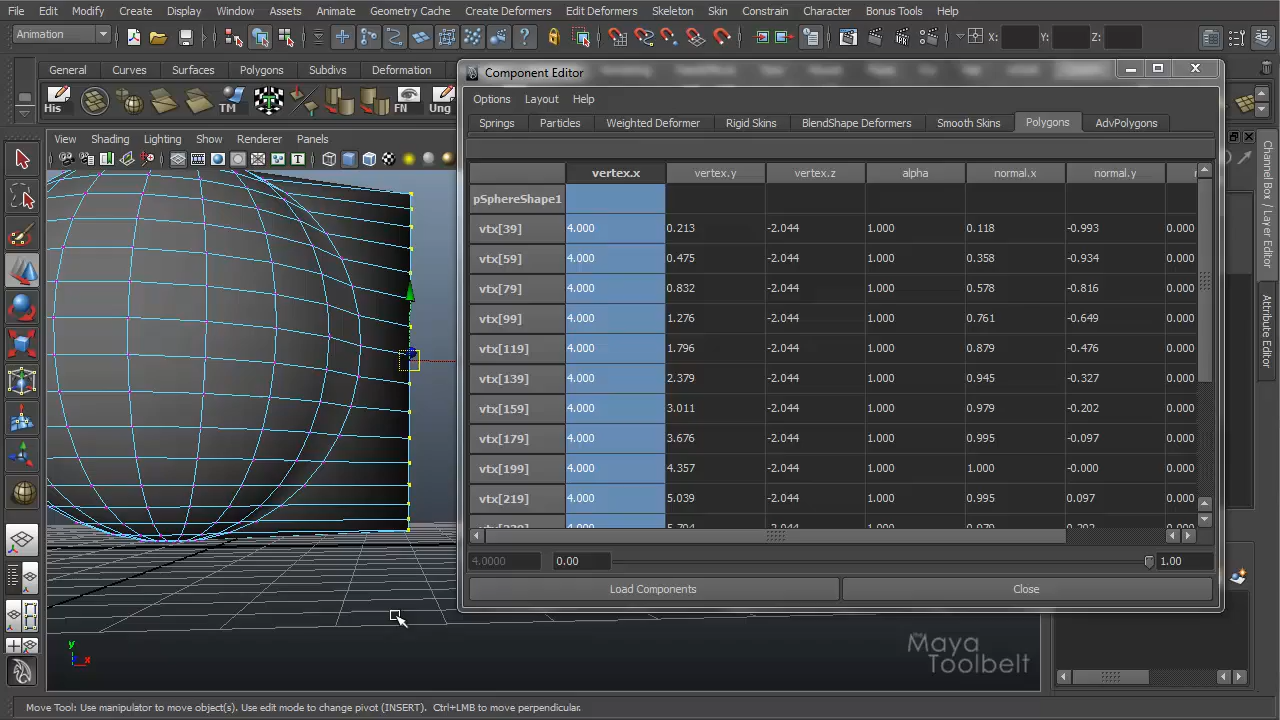 File Edit Modify Create Display Window Assets Animate Geometry Cache Create Deformers Edit Deformers Skeleton Skin Constrain Character Bonus Tools Help
Animation X: Y: Z:
General Curves Surfaces Polygons Subdivs Deformation
Component Editor
His TM FN Ung
Options Layout Help
Springs Particles Weighted Deformer Rigid Skins BlendShape Deformers Smooth Skins Polygons AdvPolygons
View Shading Lighting Show Renderer Panels
vertex.x vertex.y vertex.z alpha normal.x normal.y
pSphereShape1
vtx[39] 4.000 0.213 -2.044 1.000 0.118 -0.993 0.000
vtx[59] 4.000 0.475 -2.044 1.000 0.358 -0.934 0.000
vtx[79] 4.000 0.832 -2.044 1.000 0.578 -0.816 0.000
vtx[99] 4.000 1.276 -2.044 1.000 0.761 -0.649 0.000
vtx[119] 4.000 1.796 -2.044 1.000 0.879 -0.476 0.000
vtx[139] 4.000 2.379 -2.044 1.000 0.945 -0.327 0.000
vtx[159] 4.000 3.011 -2.044 1.000 0.979 -0.202 0.000
vtx[179] 4.000 3.676 -2.044 1.000 0.995 -0.097 0.000
vtx[199] 4.000 4.357 -2.044 1.000 1.000 -0.000 0.000
vtx[219] 4.000 5.039 -2.044 1.000 0.995 0.097 0.000
4.0000 0.00 1.00
Load Components Close
Channel Box / Layer Editor
Attribute Editor
y
x
the
Maya
Toolbelt
Move Tool: Use manipulator to move object(s). Use edit mode to change pivot (INSERT). Ctrl+LMB to move perpendicular.